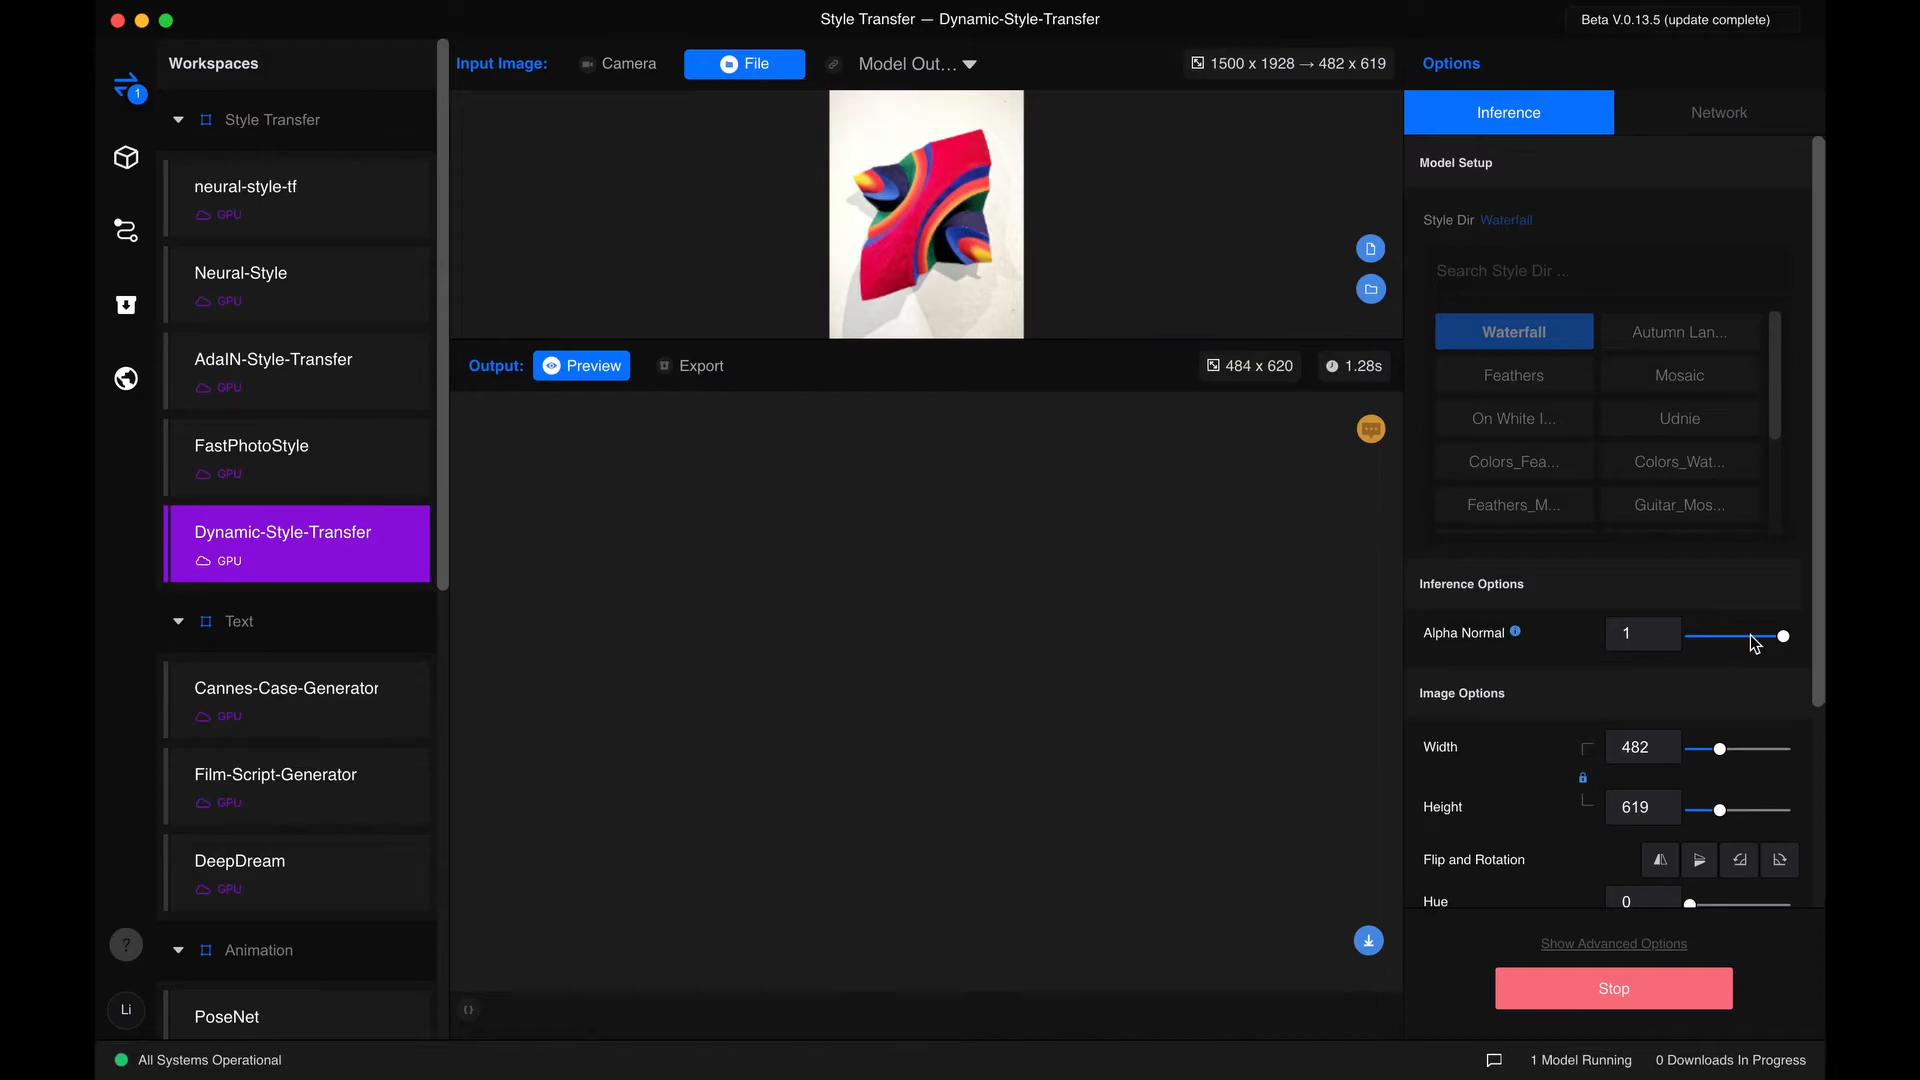 Style Transfer — Dynamic-Style-Transfer
Beta V.0.13.5 (update complete)
Workspaces
1
Style Transfer
neural-style-tf
GPU
Neural-Style
GPU
AdaIN-Style-Transfer
GPU
FastPhotoStyle
GPU
Dynamic-Style-Transfer
GPU
Text
Cannes-Case-Generator
GPU
Film-Script-Generator
GPU
DeepDream
GPU
Animation
PoseNet
?
Li
Input Image:
Camera
File
Model Out...
1500 x 1928 → 482 x 619
Output:
Preview
Export
484 x 620
1.28s
{}
Options
Inference
Network
Model Setup
Style Dir Waterfall
Search Style Dir ...
Waterfall
Autumn Lan...
Feathers
Mosaic
On White I...
Udnie
Colors_Fea...
Colors_Wat...
Feathers_M...
Guitar_Mos...
Inference Options
Alpha Normal
1
Image Options
Width
482
Height
619
Flip and Rotation
Hue
0
Show Advanced Options
Stop
All Systems Operational
1 Model Running
0 Downloads In Progress